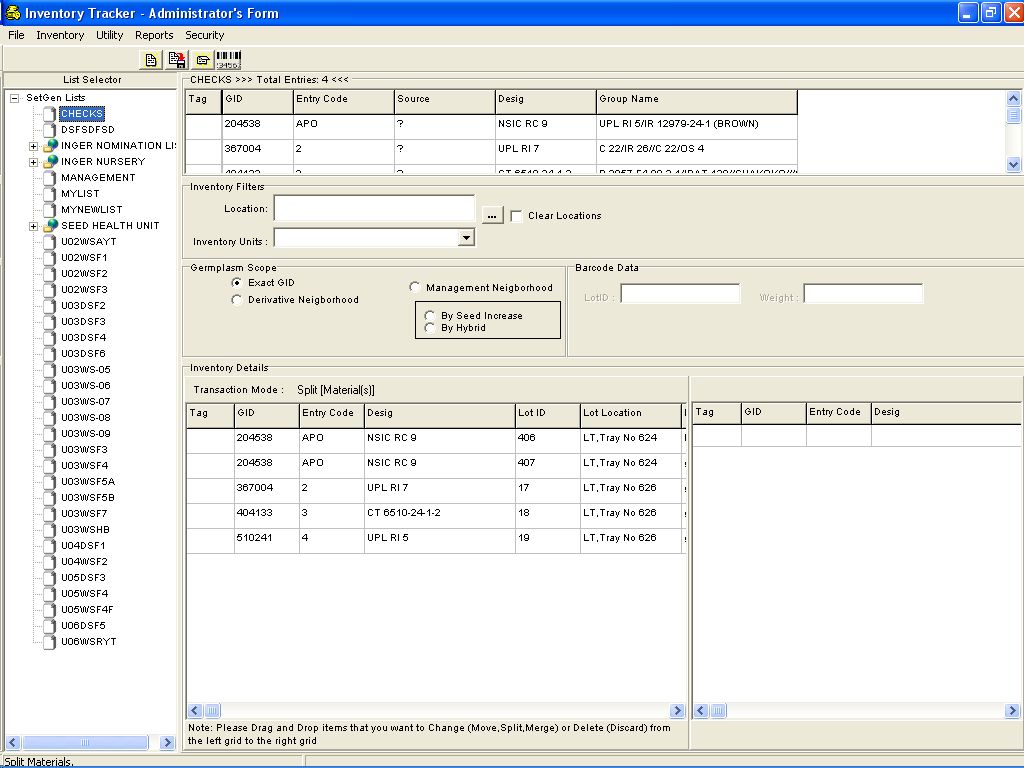 Inventory Tracker - Administrator's Form
File Inventory Utility Reports Security
List Selector
SetGen Lists
CHECKS
DSFSDFSD
INGER NOMINATION LIS
INGER NURSERY
MANAGEMENT
MYLIST
MYNEWLIST
SEED HEALTH UNIT
U02WSAYT
U02WSF1
U02WSF2
U02WSF3
U03DSF2
U03DSF3
U03DSF4
U03DSF6
U03WS-05
U03WS-06
U03WS-07
U03WS-08
U03WS-09
U03WSF3
U03WSF4
U03WSF5A
U03WSF5B
U03WSF7
U03WSHB
U04DSF1
U04WSF2
U05DSF3
U05WSF4
U05WSF4F
U06DSF5
U06WSRYT
CHECKS >>> Total Entries: 4 <<<
Tag GID Entry Code Source Desig Group Name
204538 APO ? NSIC RC 9 UPL RI 5/IR 12979-24-1 (BROWN)
367004 2 ? UPL RI 7 C 22/IR 26//C 22/OS 4
Inventory Filters
Location:
... Clear Locations
Inventory Units :
Germplasm Scope
Exact GID
Derivative Neigborhood
Management Neigborhood
By Seed Increase
By Hybrid
Barcode Data
LotID :
Weight :
Inventory Details
Transaction Mode : Split [Material(s)]
Tag GID Entry Code Desig Lot ID Lot Location
204538 APO NSIC RC 9 406 LT,Tray No 624
204538 APO NSIC RC 9 407 LT,Tray No 624
367004 2 UPL RI 7 17 LT,Tray No 626
404133 3 CT 6510-24-1-2 18 LT,Tray No 626
510241 4 UPL RI 5 19 LT,Tray No 626
Tag GID Entry Code Desig
Note: Please Drag and Drop items that you want to Change (Move,Split,Merge) or Delete (Discard) from
the left grid to the right grid
Split Materials.